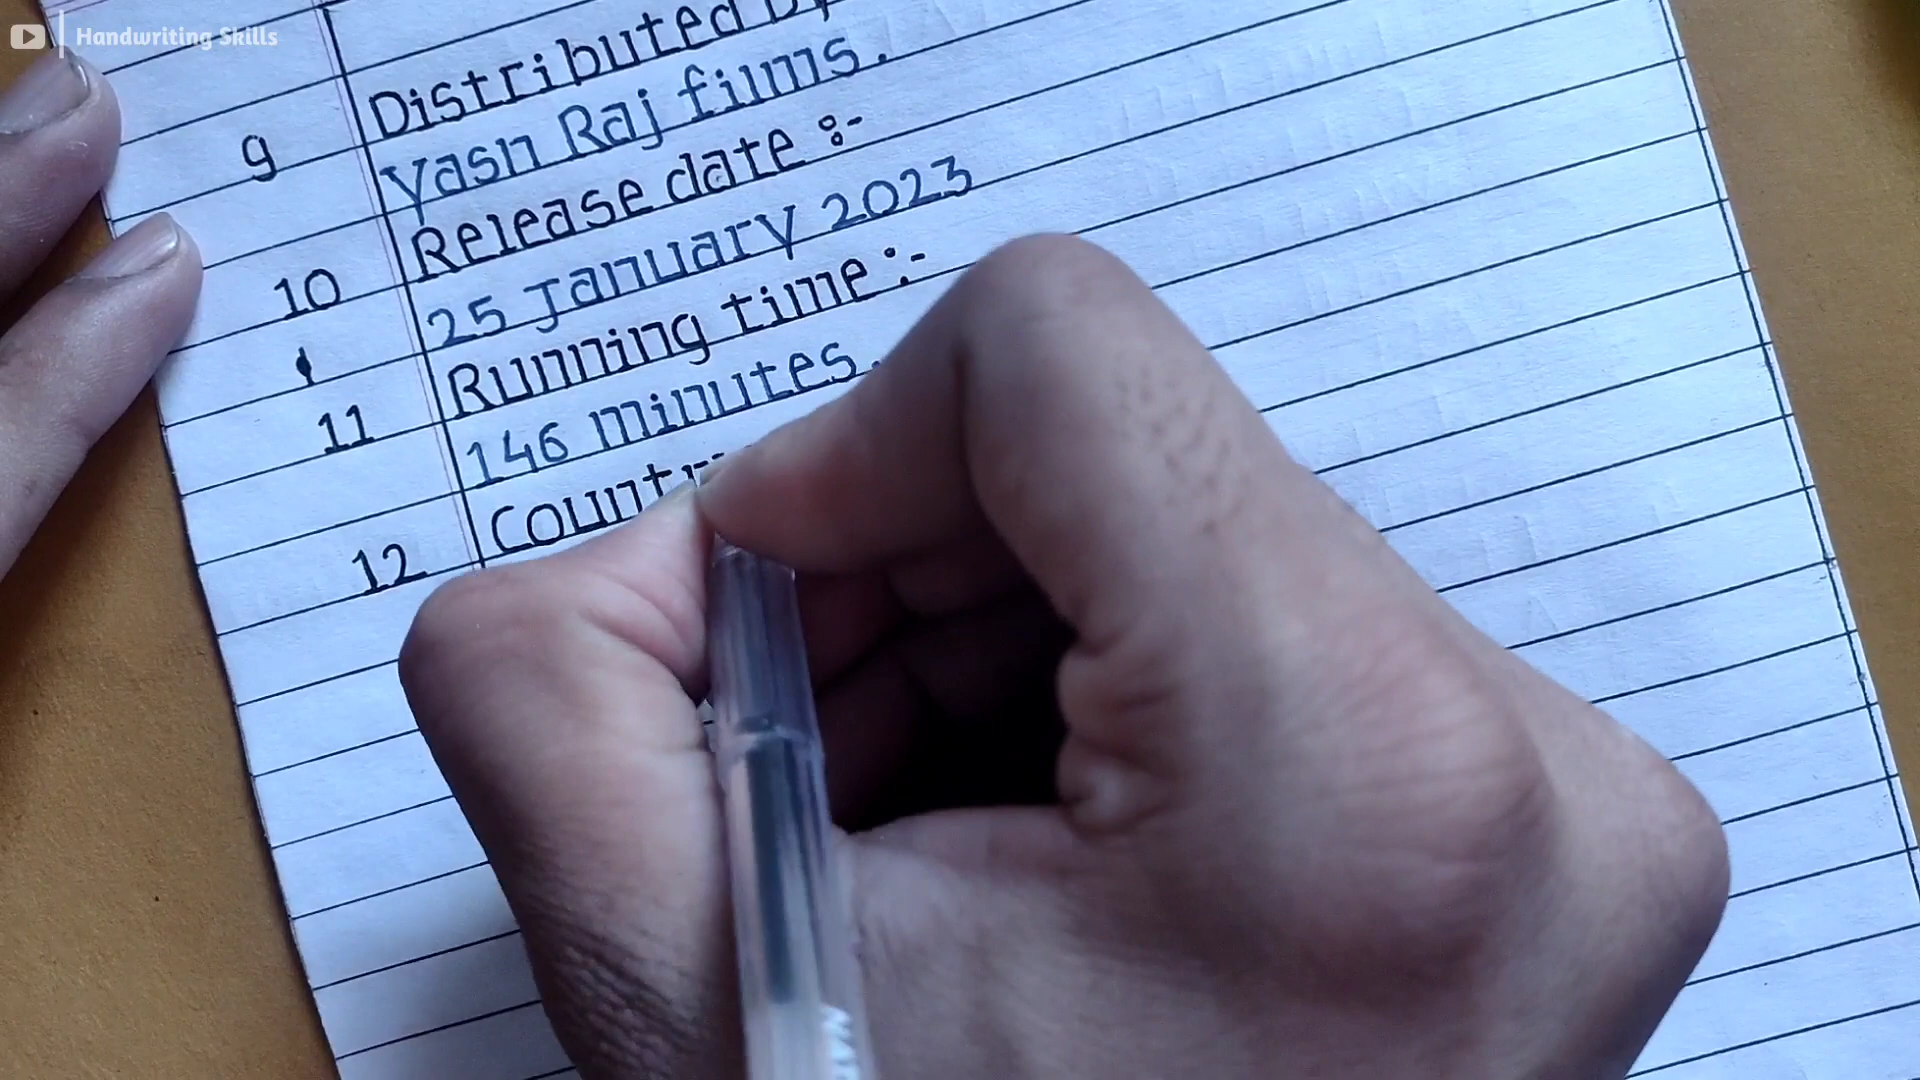 Handwriting Skills
Distributed by
9
Yash Raj films.
Release date :-
10
25 January 2023
Running time :-
11
146 minutes.
Country
12